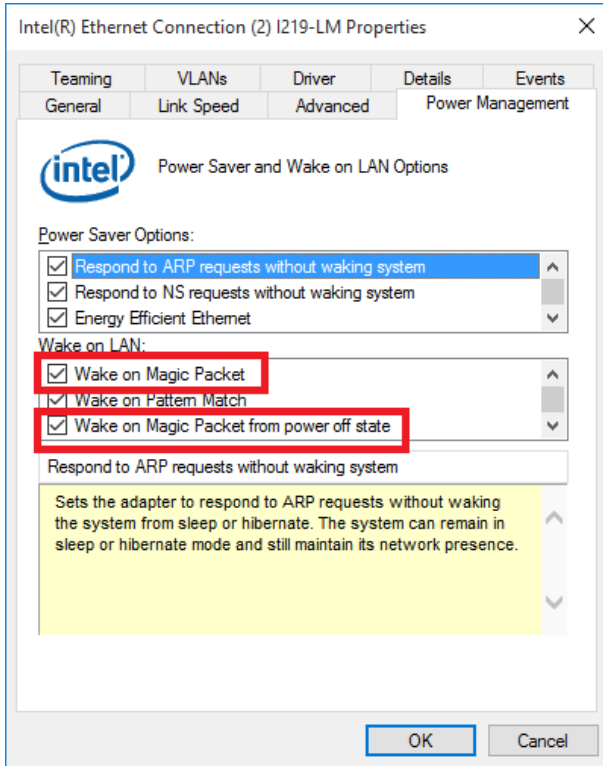 Intel(R) Ethernet Connection (2) I219-LM Properties
Teaming VLANs Driver Details Events
General Link Speed Advanced Power Management
intel Power Saver and Wake on LAN Options
Power Saver Options:
Respond to ARP requests without waking system
Respond to NS requests without waking system
Energy Efficient Ethernet
Wake on LAN:
Wake on Magic Packet
Wake on Pattern Match
Wake on Magic Packet from power off state
Respond to ARP requests without waking system
Sets the adapter to respond to ARP requests without waking
the system from sleep or hibernate. The system can remain in
sleep or hibernate mode and still maintain its network presence.
OK Cancel